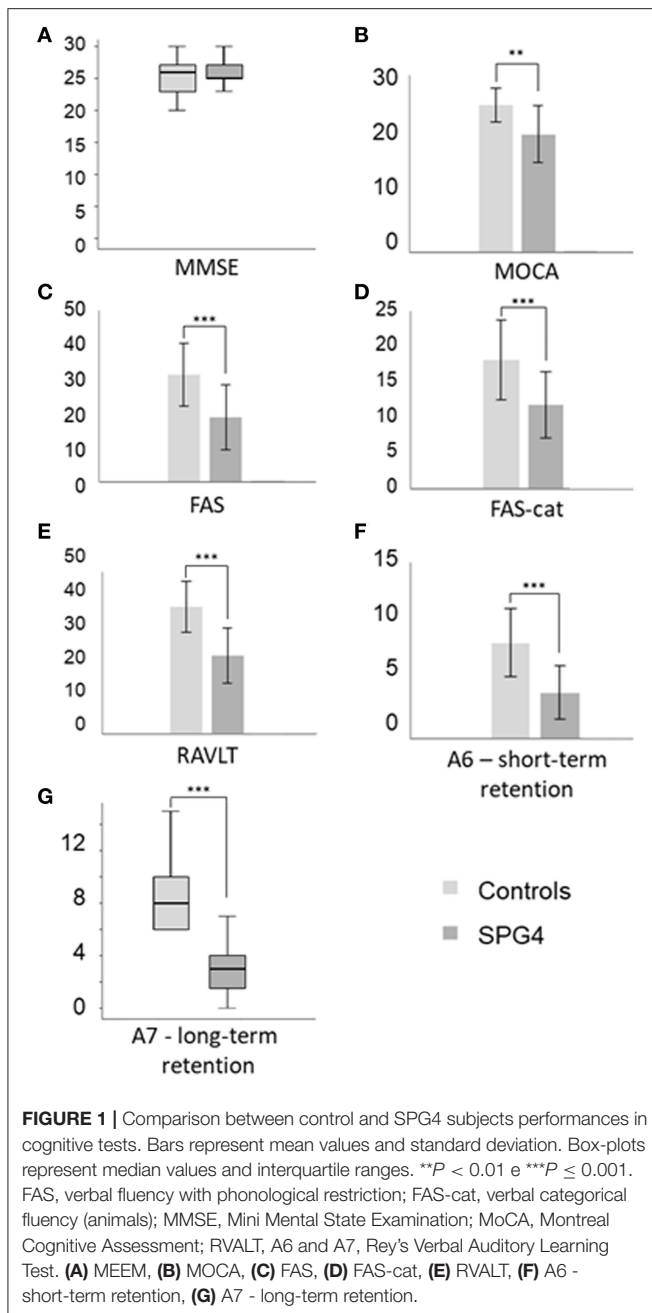 A
30
25
20
15
10
5
0
MMSE
B
**
30
20
10
0
MOCA
C
***
50
40
30
20
10
0
FAS
D
***
25
20
15
10
5
0
FAS-cat
E
***
50
40
30
20
10
0
RAVLT
F
***
15
10
5
0
A6 – short-term
retention
G
***
12
8
4
0
A7 - long-term
retention
Controls
SPG4
FIGURE 1 | Comparison between control and SPG4 subjects performances in
cognitive tests. Bars represent mean values and standard deviation. Box-plots
represent median values and interquartile ranges. **P < 0.01 e ***P ≤ 0.001.
FAS, verbal fluency with phonological restriction; FAS-cat, verbal categorical
fluency (animals); MMSE, Mini Mental State Examination; MoCA, Montreal
Cognitive Assessment; RVALT, A6 and A7, Rey's Verbal Auditory Learning
Test. (A) MEEM, (B) MOCA, (C) FAS, (D) FAS-cat, (E) RVALT, (F) A6 -
short-term retention, (G) A7 - long-term retention.